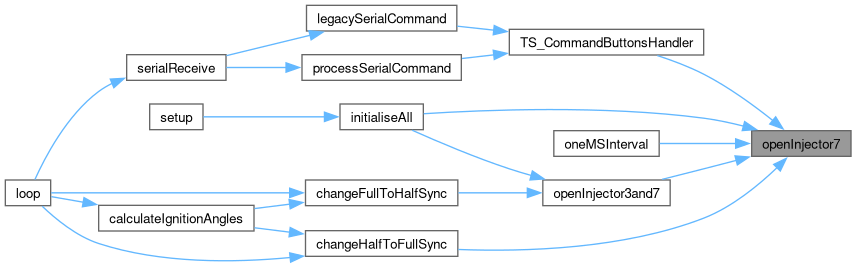 legacySerialCommand
TS_CommandButtonsHandler
serialReceive
processSerialCommand
setup
initialiseAll
oneMSInterval
openInjector7
loop
changeFullToHalfSync
openInjector3and7
calculateIgnitionAngles
changeHalfToFullSync